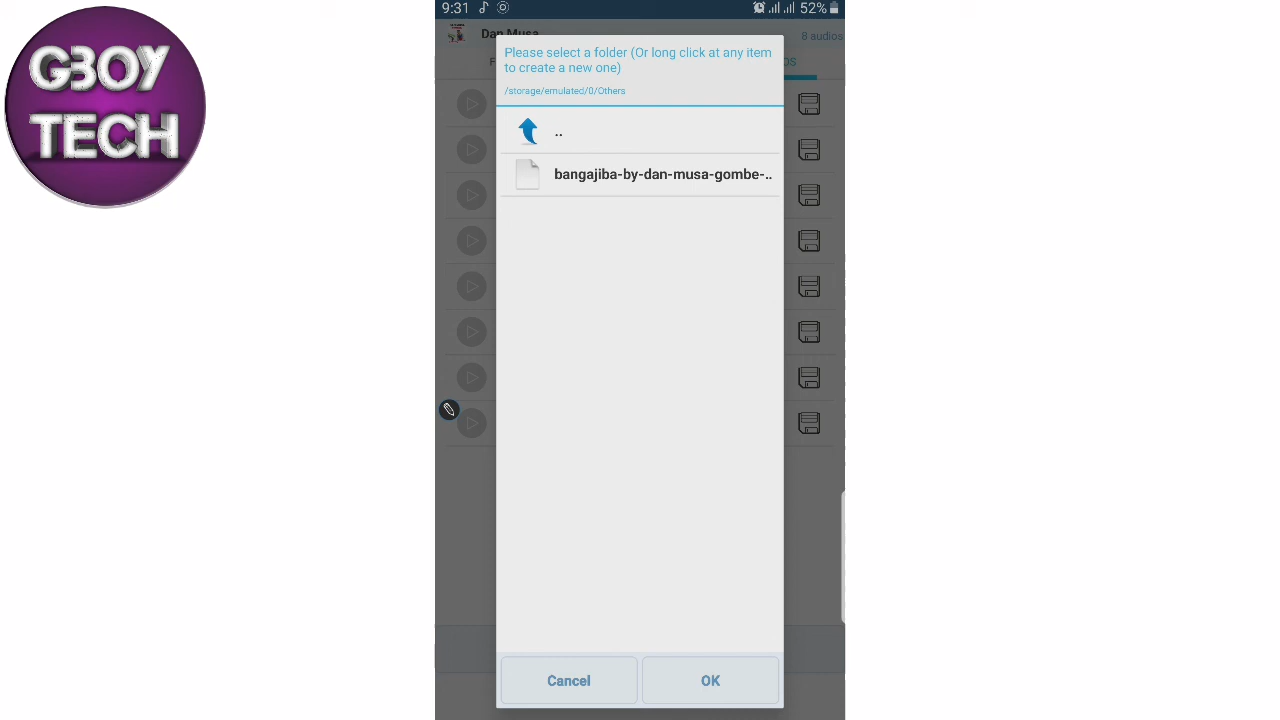 GBOY
TECH
9:31
52%
Dan Musa
8 audios
Please select a folder (Or long click at any item
to create a new one)
/storage/emulated/0/Others
..
bangajiba-by-dan-musa-gombe-..
Cancel
OK